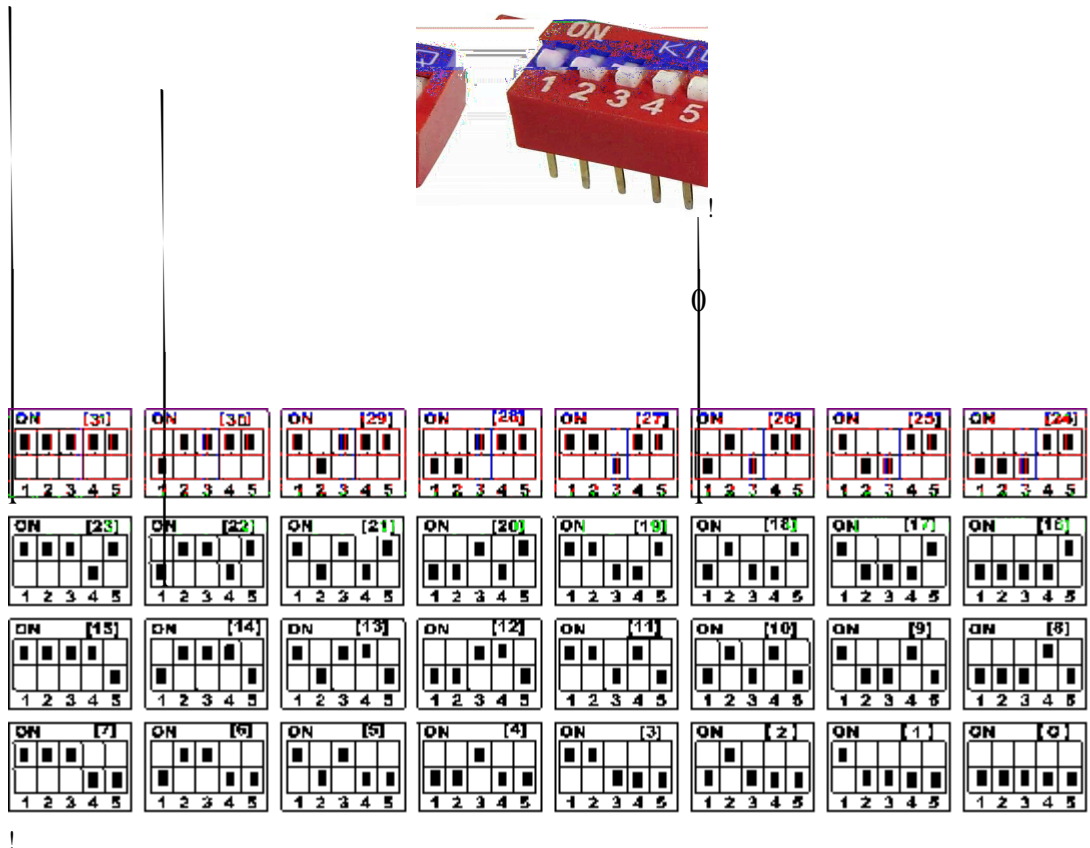 ON KI
1 2 3 4 5
!
0
ON [31] ON [30] ON [29] ON [28] ON [27] ON [26] ON [25] ON [24]
1 2 3 4 5 1 2 3 4 5 1 2 3 4 5 1 2 3 4 5 1 2 3 4 5 1 2 3 4 5 1 2 3 4 5 1 2 3 4 5
ON [23] ON [22] ON [21] ON [20] ON [19] ON [18] ON [17] ON [16]
1 2 3 4 5 1 2 3 4 5 1 2 3 4 5 1 2 3 4 5 1 2 3 4 5 1 2 3 4 5 1 2 3 4 5 1 2 3 4 5
ON [15] ON [14] ON [13] ON [12] ON [11] ON [10] ON [9] ON [8]
1 2 3 4 5 1 2 3 4 5 1 2 3 4 5 1 2 3 4 5 1 2 3 4 5 1 2 3 4 5 1 2 3 4 5 1 2 3 4 5
ON [7] ON [6] ON [5] ON [4] ON [3] ON [2] ON [1] ON [0]
1 2 3 4 5 1 2 3 4 5 1 2 3 4 5 1 2 3 4 5 1 2 3 4 5 1 2 3 4 5 1 2 3 4 5 1 2 3 4 5
!